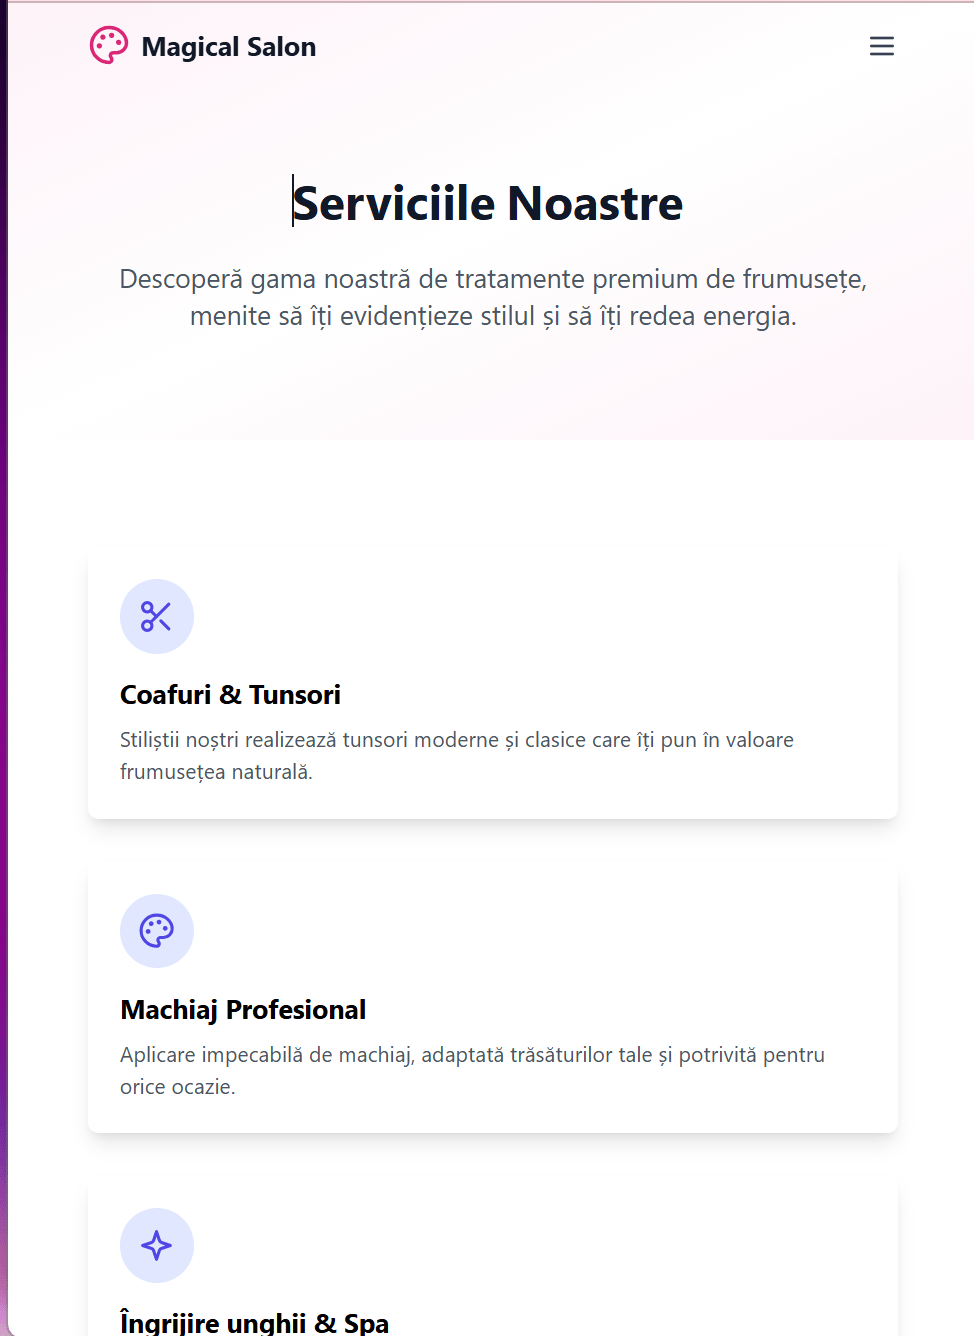 Magical Salon
Serviciile Noastre
Descoperă gama noastră de tratamente premium de frumusețe,
menite să îți evidențieze stilul și să îți redea energia.
Coafuri & Tunsori
Stiliștii noștri realizează tunsori moderne și clasice care îți pun în valoare
frumusețea naturală.
Machiaj Profesional
Aplicare impecabilă de machiaj, adaptată trăsăturilor tale și potrivită pentru
orice ocazie.
Îngrijire unghii & Spa